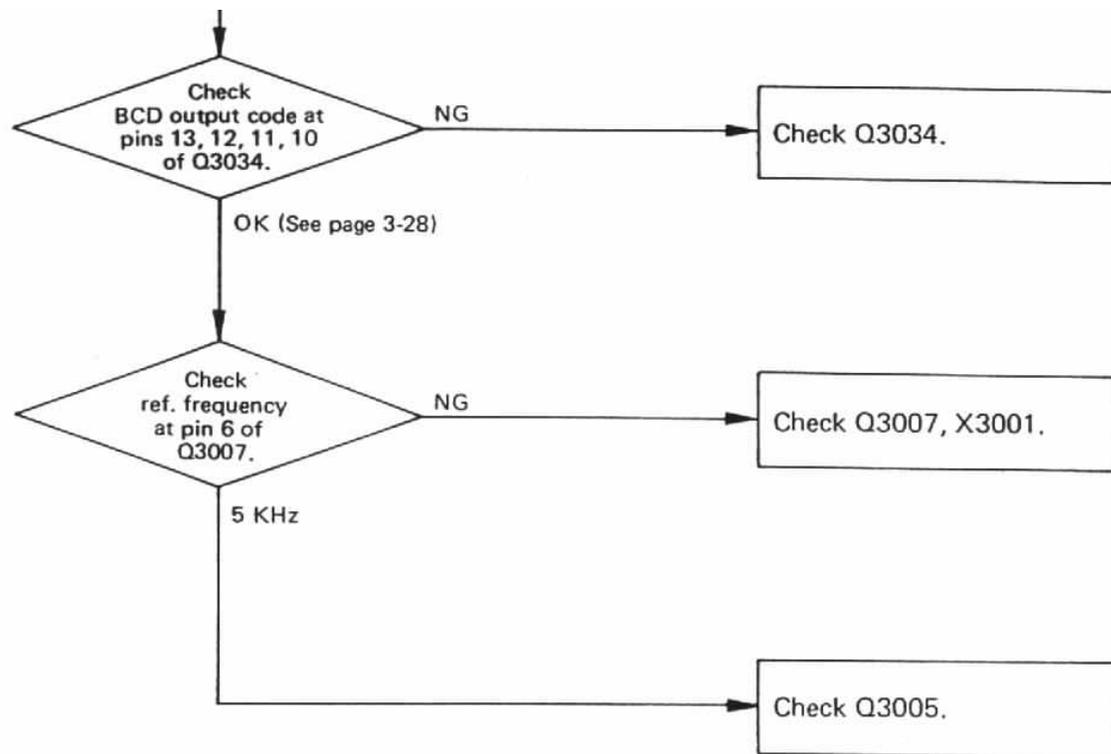 Check
BCD output code at
pins 13, 12, 11, 10
of Q3034.
NG
Check Q3034.
OK (See page 3-28)
Check
ref. frequency
at pin 6 of
Q3007.
NG
Check Q3007, X3001.
5 KHz
Check Q3005.